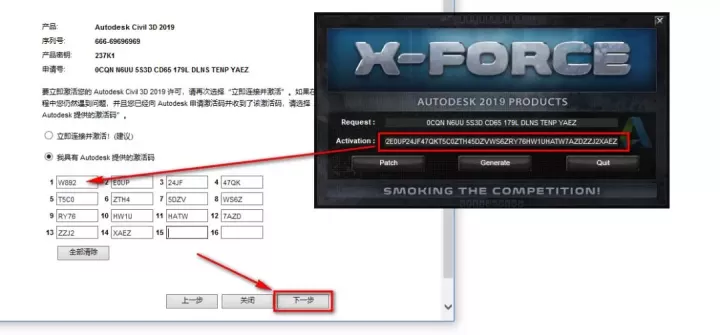 产品: Autodesk Civil 3D 2019
序列号: 666-69696969
产品密钥: 237K1
申请号: 0CQN N6UU 5S3D CD65 179L DLNS TENP YAEZ
要立即激活您的 Autodesk Civil 3D 2019 许可，请再次选择“立即连接并激活”。如果在
程中您仍然遇到问题，并且您已经向 Autodesk 申请激活码并收到了该激活码，请选择
Autodesk 提供的激活码”。
立即连接并激活! (建议)
我具有 Autodesk 提供的激活码
1 W892 2 E0UP 3 24JF 4 47QK
5 T5C0 6 ZTH4 7 5DZV 8 WS6Z
9 RY76 10 HW1U 11 HATW 12 7AZD
13 ZZJ2 14 XAEZ 15 16
全部清除
上一步 关闭 下一步
X-FORCE
AUTODESK 2019 PRODUCTS
Request : 0CQN N6UU 5S3D CD65 179L DLNS TENP YAEZ
Activation : 2E0UP24JF47QKT5C0ZTH45DZVWS6ZRY76HW1UHATW7AZDZZJ2XAEZ
Patch Generate Quit
SMOKING THE COMPETITION!